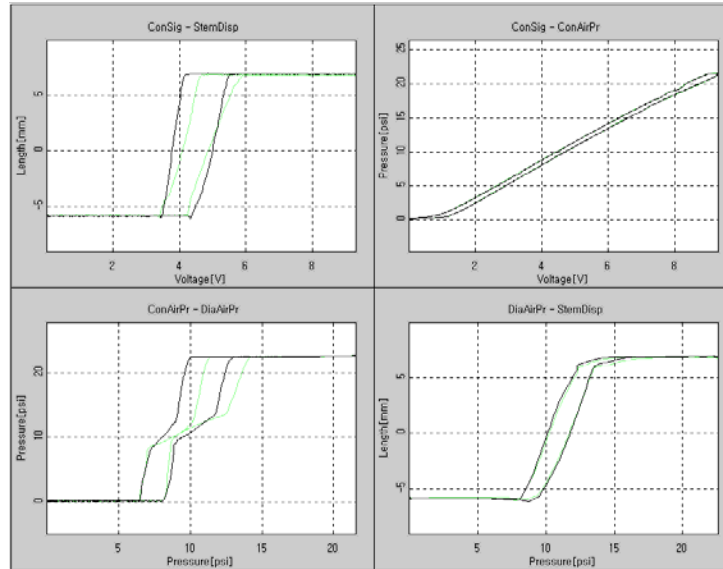 ConSig - StemDisp
Length[mm]
5
0
-5
2
4
6
8
Voltage[V]
ConSig - ConAirPr
Pressure[psi]
25
20
15
10
5
0
0
2
4
6
8
Voltage[V]
ConAirPr - DiaAirPr
Pressure[psi]
20
10
0
5
10
15
20
Pressure[psi]
DiaAirPr - StemDisp
Length[mm]
5
0
-5
5
10
15
20
Pressure[psi]